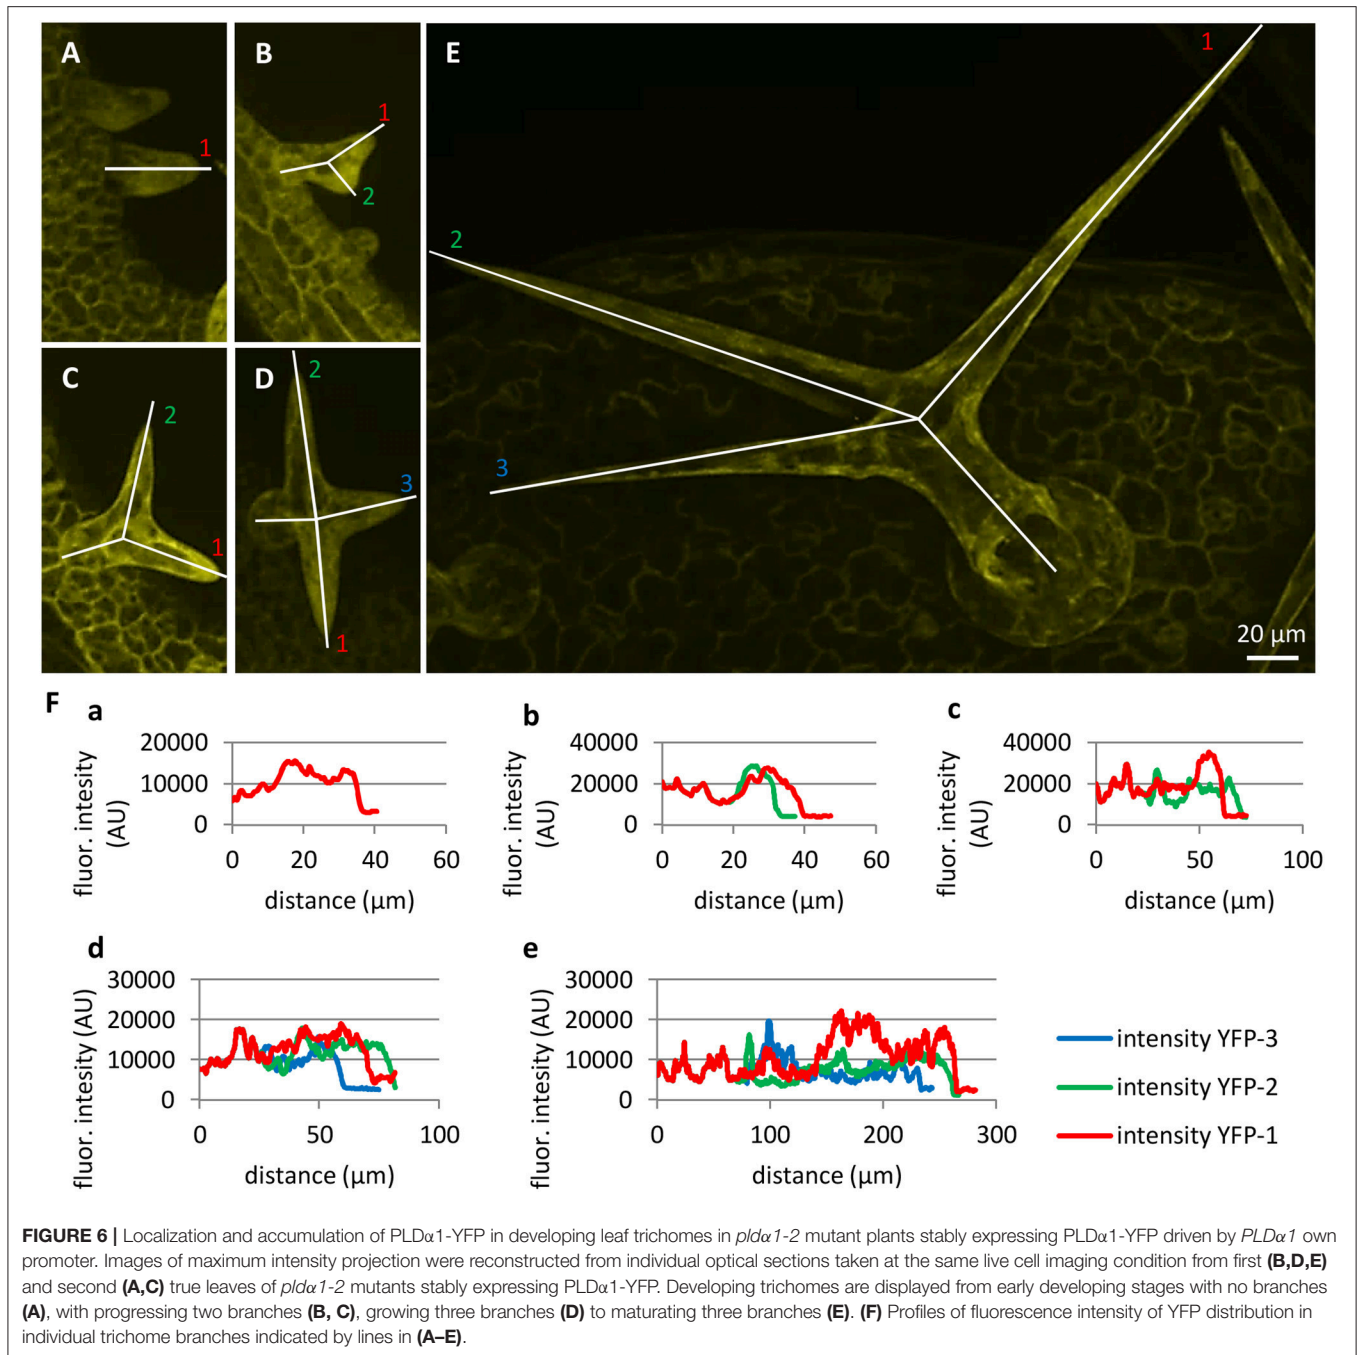 A
1
B
1
2
E
1
2
3
20 µm
C
2
1
D
2
3
1
F
a
fluor. intesity (AU)
20000
10000
0
0 20 40 60
distance (µm)
b
fluor. intesity (AU)
40000
20000
0
0 20 40 60
distance (µm)
c
fluor. intesity (AU)
40000
20000
0
0 50 100
distance (µm)
d
fluor. intesity (AU)
30000
20000
10000
0
0 50 100
distance (µm)
e
fluor. intesity (AU)
30000
20000
10000
0
0 100 200 300
distance (µm)
intensity YFP-3
intensity YFP-2
intensity YFP-1
FIGURE 6 | Localization and accumulation of PLDα1-YFP in developing leaf trichomes in pldα1-2 mutant plants stably expressing PLDα1-YFP driven by PLDα1 own
promoter. Images of maximum intensity projection were reconstructed from individual optical sections taken at the same live cell imaging condition from first (B,D,E)
and second (A,C) true leaves of pldα1-2 mutants stably expressing PLDα1-YFP. Developing trichomes are displayed from early developing stages with no branches
(A), with progressing two branches (B, C), growing three branches (D) to maturating three branches (E). (F) Profiles of fluorescence intensity of YFP distribution in
individual trichome branches indicated by lines in (A–E).